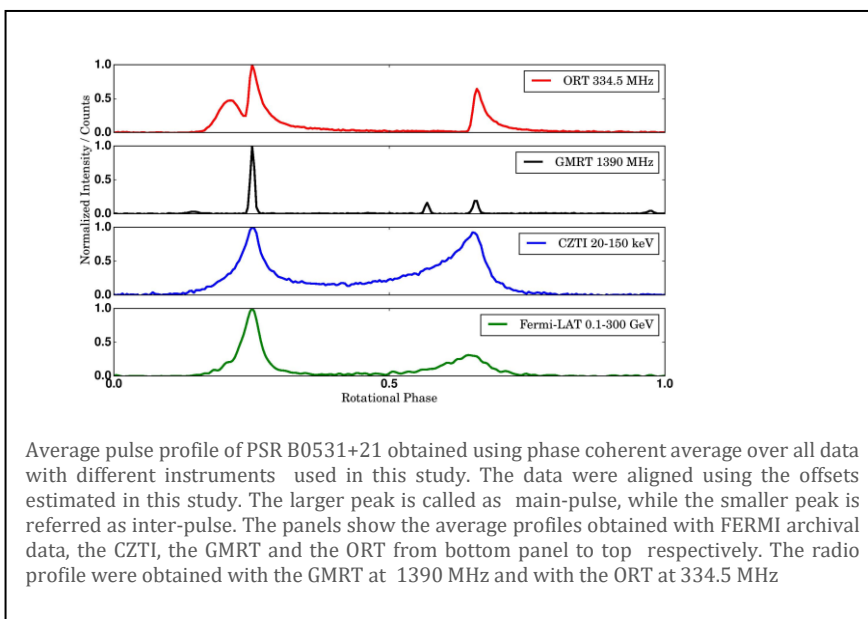 1.0
ORT 334.5 MHz
0.5
0.0
1.0
GMRT 1390 MHz
0.5
0.0
Normalized Intensity / Counts
1.0
CZTI 20-150 keV
0.5
0.0
1.0
Fermi-LAT 0.1-300 GeV
0.5
0.0
0.0 0.5 1.0
Rotational Phase
Average pulse profile of PSR B0531+21 obtained using phase coherent average over all data
with different instruments used in this study. The data were aligned using the offsets
estimated in this study. The larger peak is called as main-pulse, while the smaller peak is
referred as inter-pulse. The panels show the average profiles obtained with FERMI archival
data, the CZTI, the GMRT and the ORT from bottom panel to top respectively. The radio
profile were obtained with the GMRT at 1390 MHz and with the ORT at 334.5 MHz